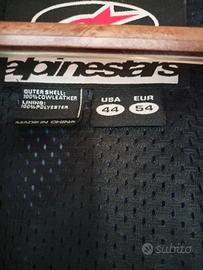 alpinestars
OUTER SHELL:
100% COWLEATHER
LINING:
100% POLYESTER
MADE IN CHINA
USA EUR
44 54
subito